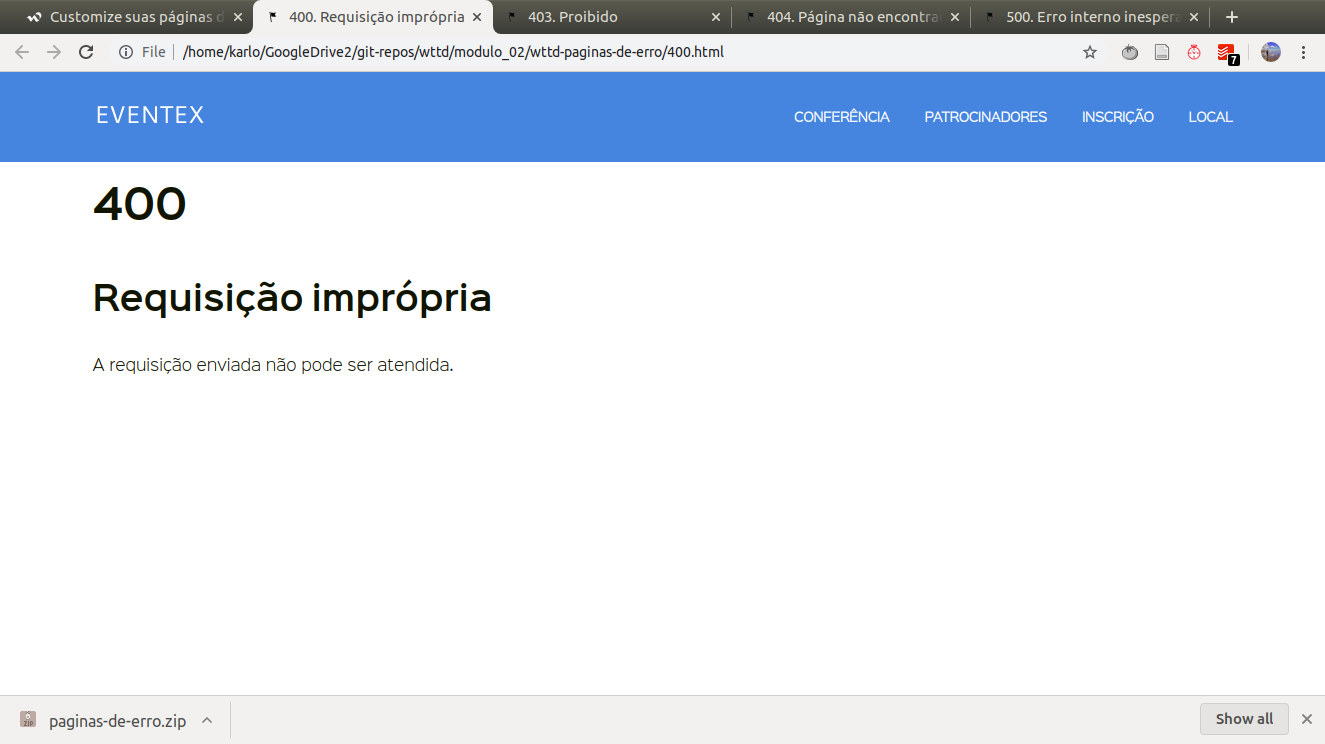 Customize suas páginas d
400. Requisição imprópria
403. Proibido
404. Página não encontra
500. Erro interno inespera
File
/home/karlo/GoogleDrive2/git-repos/wttd/modulo_02/wttd-paginas-de-erro/400.html
7
EVENTEX
CONFERÊNCIA
PATROCINADORES
INSCRIÇÃO
LOCAL
400
Requisição imprópria
A requisição enviada não pode ser atendida.
ZIP
paginas-de-erro.zip
Show all